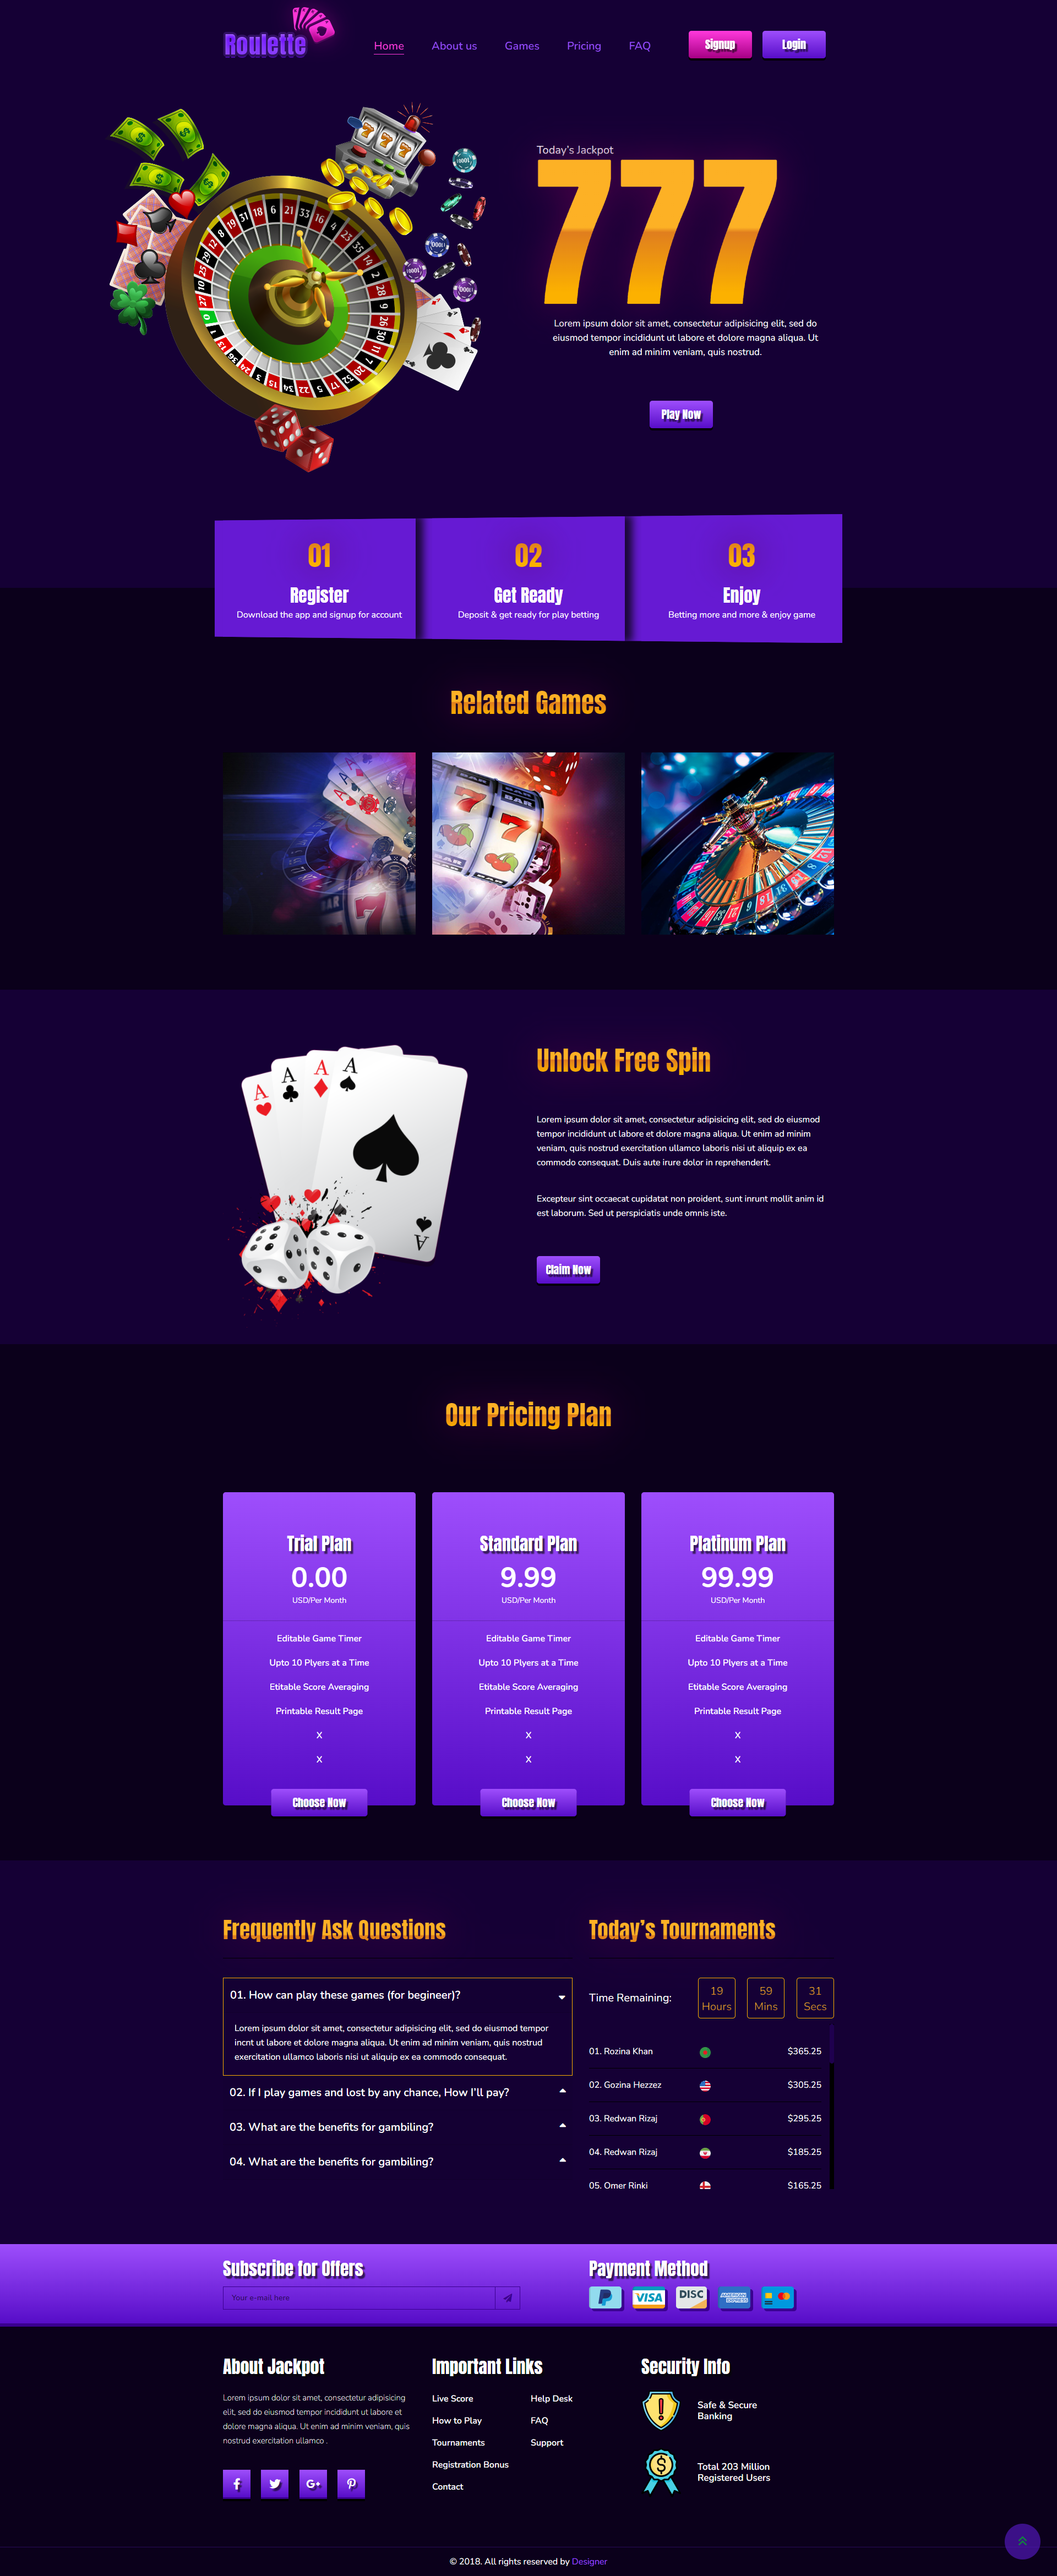 Roulette
Home About us Games Pricing FAQ
Signup Login
Today's Jackpot
777
Lorem ipsum dolor sit amet, consectetur adipisicing elit, sed do
eiusmod tempor incididunt ut labore et dolore magna aliqua. Ut
enim ad minim veniam, quis nostrud.
Play Now
01
Register
Download the app and signup for account
02
Get Ready
Deposit & get ready for play betting
03
Enjoy
Betting more and more & enjoy game
Related Games
Unlock Free Spin
Lorem ipsum dolor sit amet, consectetur adipisicing elit, sed do eiusmod
tempor incididunt ut labore et dolore magna aliqua. Ut enim ad minim
veniam, quis nostrud exercitation ullamco laboris nisi ut aliquip ex ea
commodo consequat. Duis aute irure dolor in reprehenderit.
Excepteur sint occaecat cupidatat non proident, sunt inrunt mollit anim id
est laborum. Sed ut perspiciatis unde omnis iste.
Claim Now
Our Pricing Plan
Trial Plan
0.00
USD/Per Month
Editable Game Timer
Upto 10 Plyers at a Time
Etitable Score Averaging
Printable Result Page
X
X
Choose Now
Standard Plan
9.99
USD/Per Month
Editable Game Timer
Upto 10 Plyers at a Time
Etitable Score Averaging
Printable Result Page
X
X
Choose Now
Platinum Plan
99.99
USD/Per Month
Editable Game Timer
Upto 10 Plyers at a Time
Etitable Score Averaging
Printable Result Page
X
X
Choose Now
Frequently Ask Questions
01. How can play these games (for begineer)?
Lorem ipsum dolor sit amet, consectetur adipisicing elit, sed do eiusmod tempor
incnt ut labore et dolore magna aliqua. Ut enim ad minim veniam, quis nostrud
exercitation ullamco laboris nisi ut aliquip ex ea commodo consequat.
02. If I play games and lost by any chance, How I'll pay?
03. What are the benefits for gambiling?
04. What are the benefits for gambiling?
Today's Tournaments
Time Remaining:
19 Hours
59 Mins
31 Secs
01. Rozina Khan $365.25
02. Gozina Hezzez $305.25
03. Redwan Rizaj $295.25
04. Redwan Rizaj $185.25
05. Omer Rinki $165.25
Subscribe for Offers
Your e-mail here
Payment Method
VISA
DISC
AMERICAN EXPRESS
About Jackpot
Lorem ipsum dolor sit amet, consectetur adipisicing
elit, sed do eiusmod tempor incididunt ut labore et
dolore magna aliqua. Ut enim ad minim veniam, quis
nostrud exercitation ullamco .
Important Links
Live Score
How to Play
Tournaments
Registration Bonus
Contact
Help Desk
FAQ
Support
Security Info
Safe & Secure
Banking
Total 203 Million
Registered Users
© 2018. All rights reserved by Designer